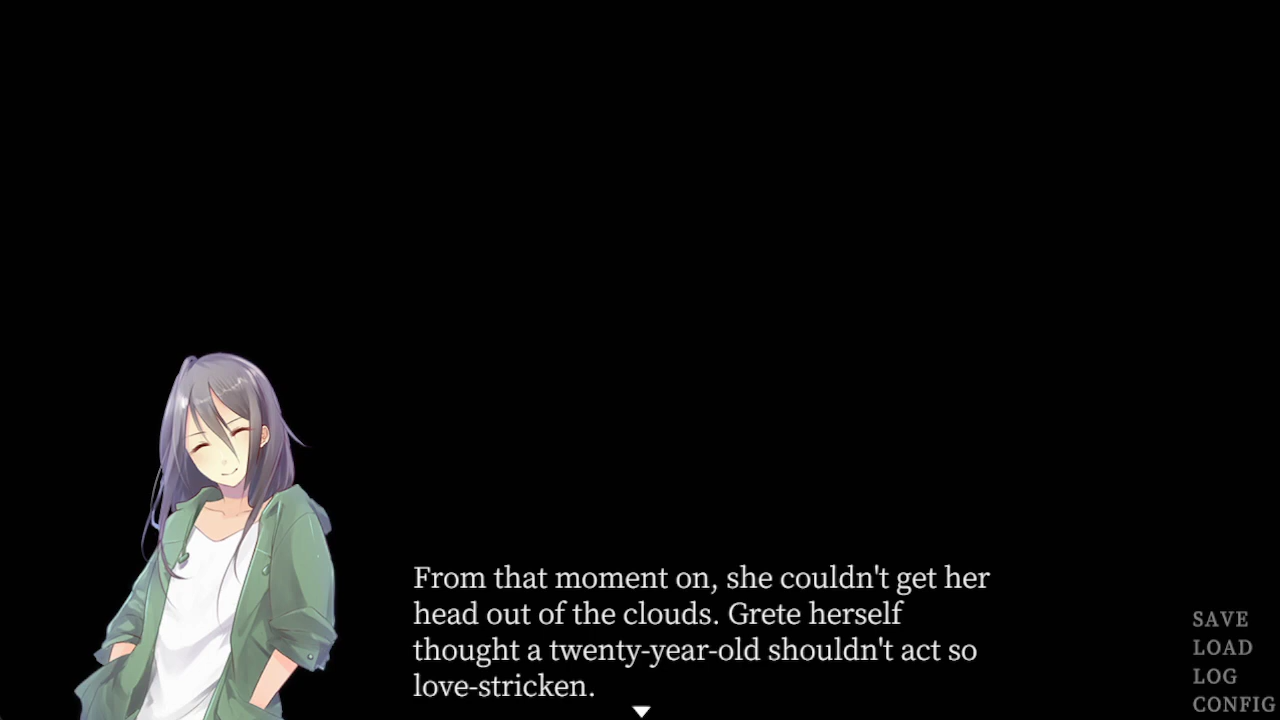 From that moment on, she couldn't get her
head out of the clouds. Grete herself
thought a twenty-year-old shouldn't act so
love-stricken.
SAVE
LOAD
LOG
CONFIG